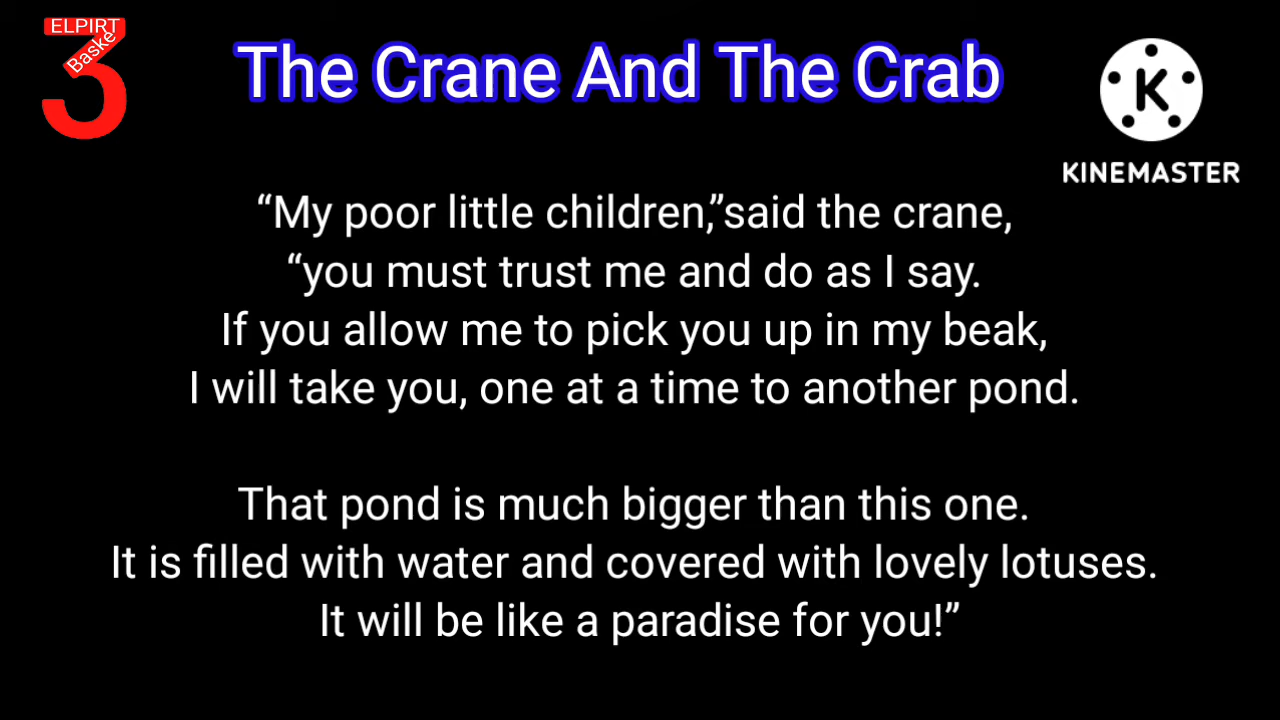 ELPIRT
Baske
The Crane And The Crab
K
KINEMASTER
“My poor little children,”said the crane,
“you must trust me and do as I say.
If you allow me to pick you up in my beak,
I will take you, one at a time to another pond.
That pond is much bigger than this one.
It is filled with water and covered with lovely lotuses.
It will be like a paradise for you!”